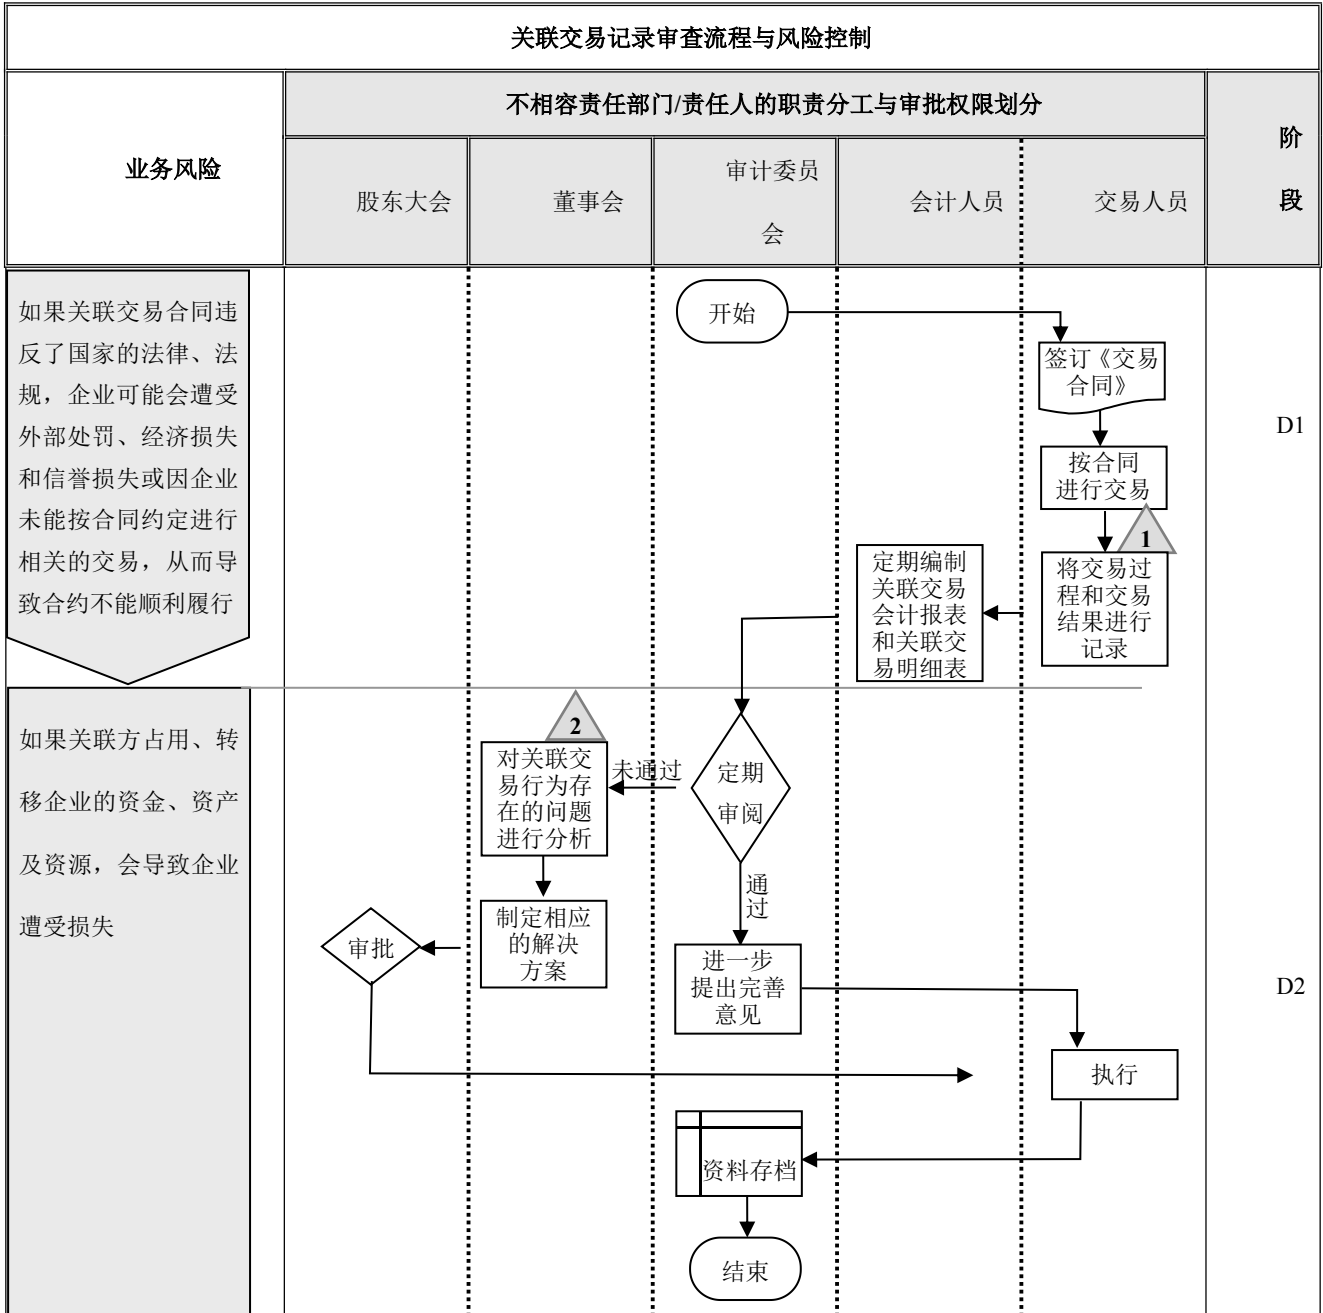 关联交易记录审查流程与风险控制
业务风险
不相容责任部门/责任人的职责分工与审批权限划分
阶
段
股东大会
董事会
审计委员
会
会计人员
交易人员
如果关联交易合同违
反了国家的法律、法
规，企业可能会遭受
外部处罚、经济损失
和信誉损失或因企业
未能按合同约定进行
相关的交易，从而导
致合约不能顺利履行
开始
签订《交易
合同》
D1
按合同
进行交易
1
将交易过
程和交易
结果进行
记录
定期编制
关联交易
会计报表
和关联交
易明细表
如果关联方占用、转
移企业的资金、资产
及资源，会导致企业
遭受损失
2
对关联交
易行为存
在的问题
进行分析
未通过
定期
审阅
通
过
制定相应
的解决
方案
审批
进一步
提出完善
意见
D2
执行
资料存档
结束